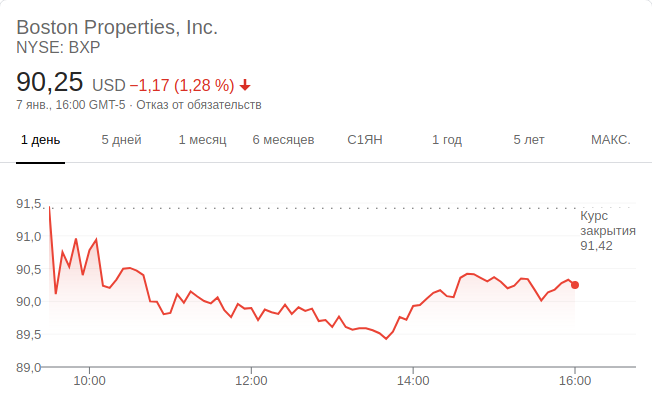 Boston Properties, Inc.
NYSE: BXP
90,25 USD −1,17 (1,28 %)
7 янв., 16:00 GMT-5 · Отказ от обязательств
1 день 5 дней 1 месяц 6 месяцев С1ЯН 1 год 5 лет МАКС.
91,5
Курс
закрытия
91,42
91,0
90,5
90,0
89,5
89,0
10:00 12:00 14:00 16:00